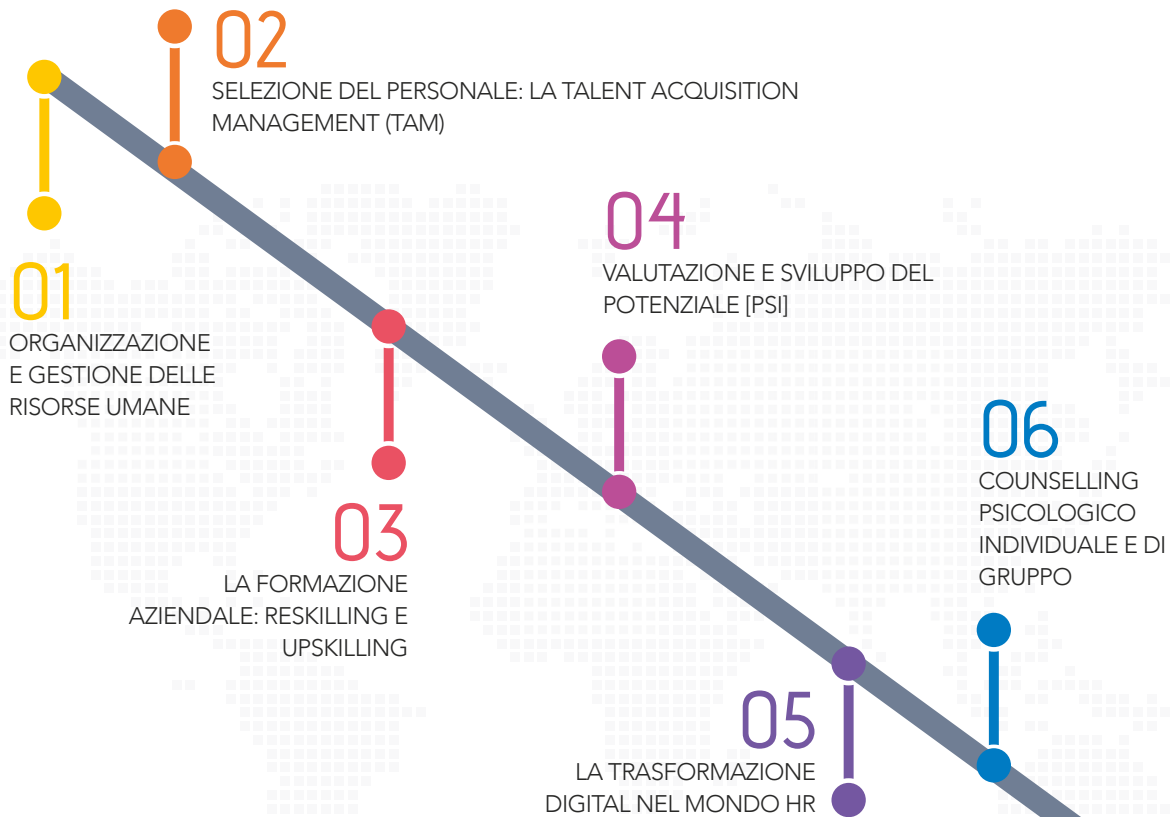 01
ORGANIZZAZIONE
E GESTIONE DELLE
RISORSE UMANE
02
SELEZIONE DEL PERSONALE: LA TALENT ACQUISITION
MANAGEMENT (TAM)
03
LA FORMAZIONE
AZIENDALE: RESKILLING E
UPSKILLING
04
VALUTAZIONE E SVILUPPO DEL
POTENZIALE [PSI]
05
LA TRASFORMAZIONE
DIGITAL NEL MONDO HR
06
COUNSELLING
PSICOLOGICO
INDIVIDUALE E DI
GRUPPO